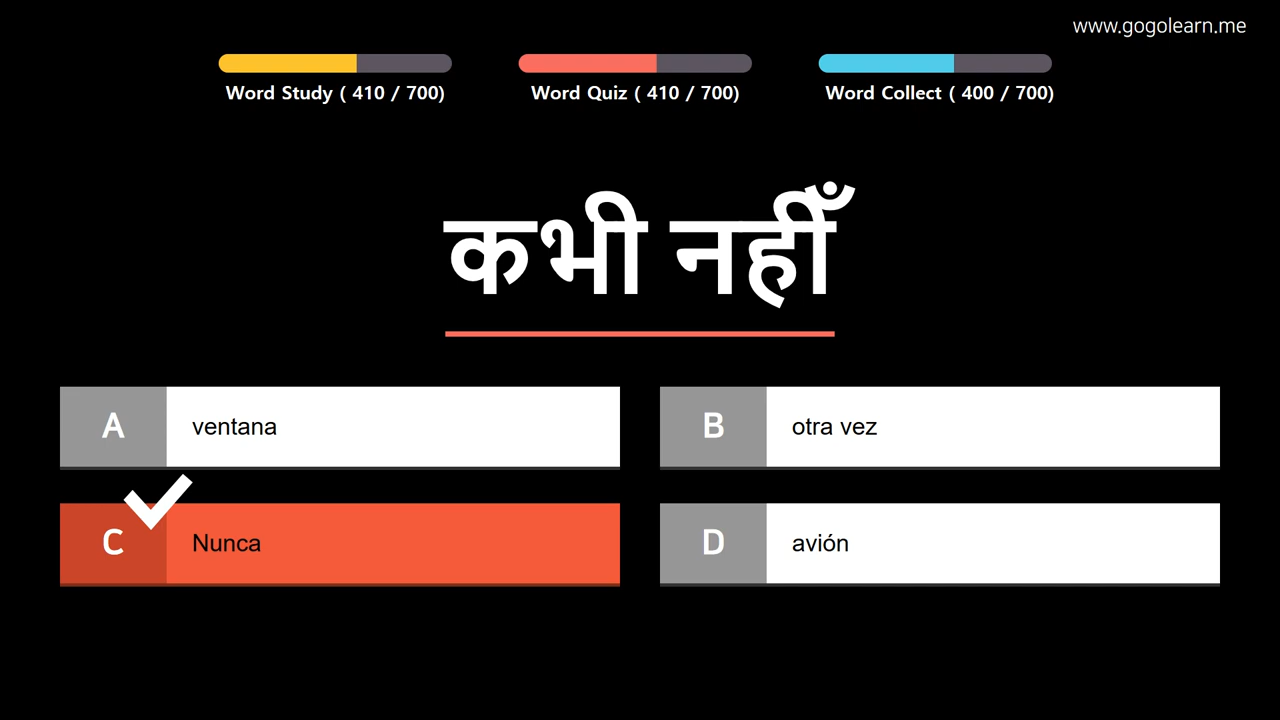 www.gogolearn.me
Word Study ( 410 / 700)
Word Quiz ( 410 / 700)
Word Collect ( 400 / 700)
कभी नहीँ
A ventana
B otra vez
C Nunca
D avión